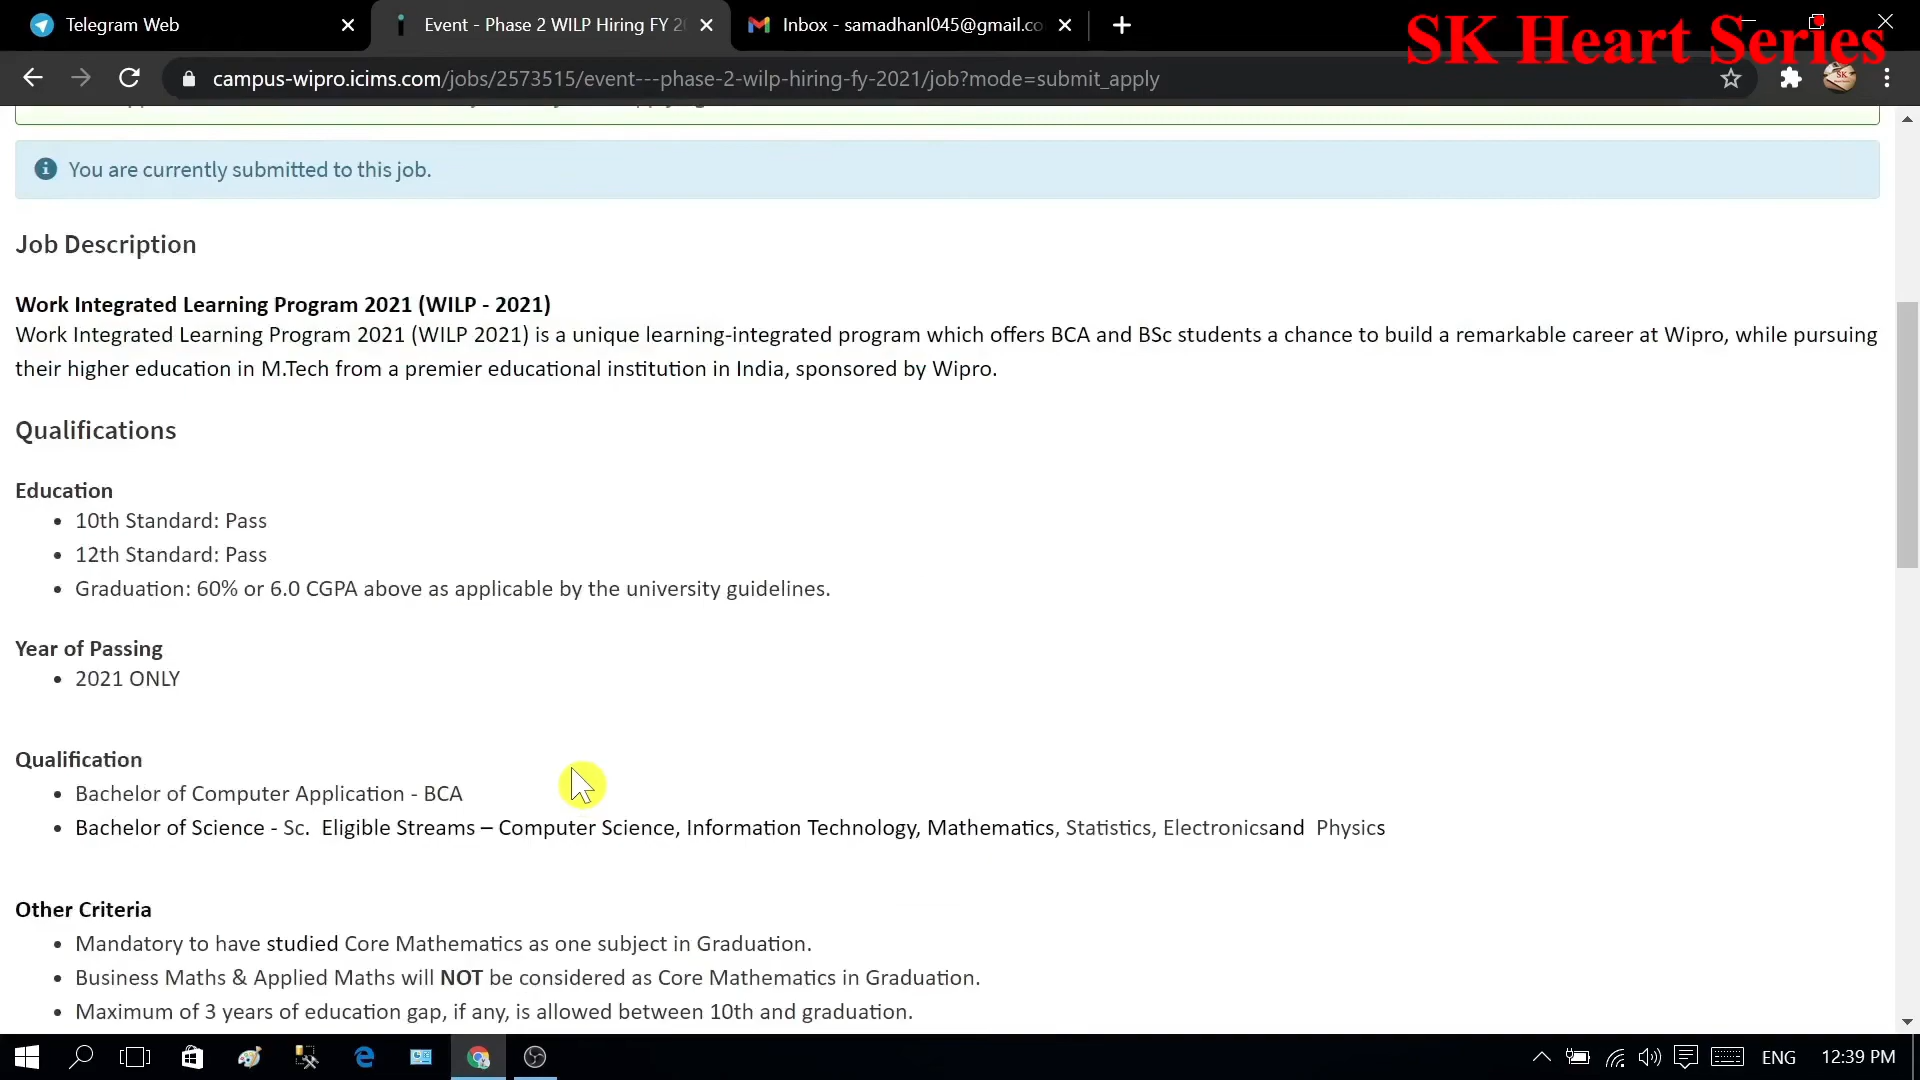 Telegram Web
Event - Phase 2 WILP Hiring FY 2
Inbox - samadhanl045@gmail.co
SK Heart Series
campus-wipro.icims.com/jobs/2573515/event---phase-2-wilp-hiring-fy-2021/job?mode=submit_apply
You are currently submitted to this job.
Job Description
Work Integrated Learning Program 2021 (WILP - 2021)
Work Integrated Learning Program 2021 (WILP 2021) is a unique learning-integrated program which offers BCA and BSc students a chance to build a remarkable career at Wipro, while pursuing
their higher education in M.Tech from a premier educational institution in India, sponsored by Wipro.
Qualifications
Education
• 10th Standard: Pass
• 12th Standard: Pass
• Graduation: 60% or 6.0 CGPA above as applicable by the university guidelines.
Year of Passing
• 2021 ONLY
Qualification
• Bachelor of Computer Application - BCA
• Bachelor of Science - Sc. Eligible Streams – Computer Science, Information Technology, Mathematics, Statistics, Electronicsand Physics
Other Criteria
• Mandatory to have studied Core Mathematics as one subject in Graduation.
• Business Maths & Applied Maths will NOT be considered as Core Mathematics in Graduation.
• Maximum of 3 years of education gap, if any, is allowed between 10th and graduation.
ENG
12:39 PM